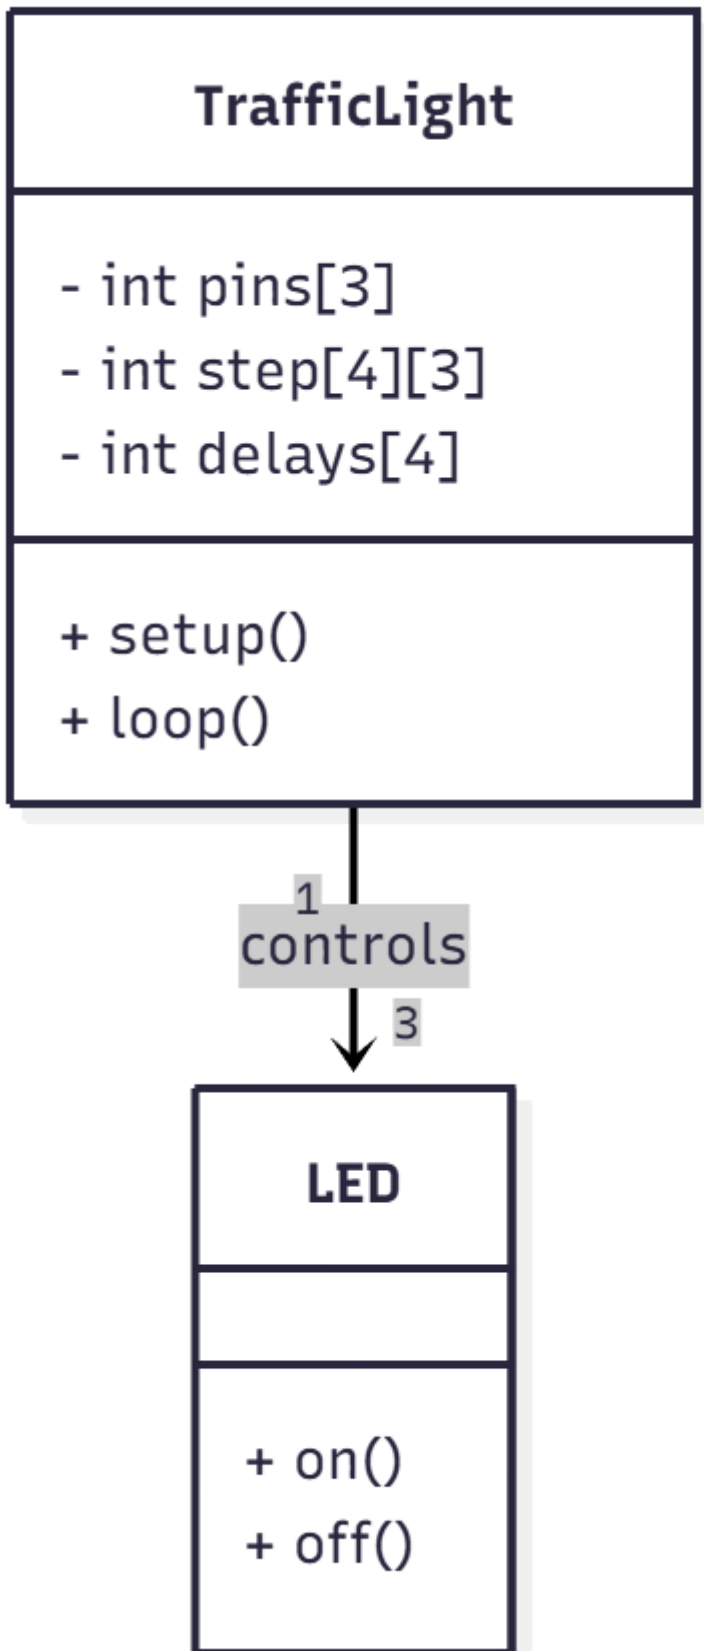 TrafficLight
- int pins[3]
- int step[4][3]
- int delays[4]
+ setup()
+ loop()
1
controls
3
LED
+ on()
+ off()